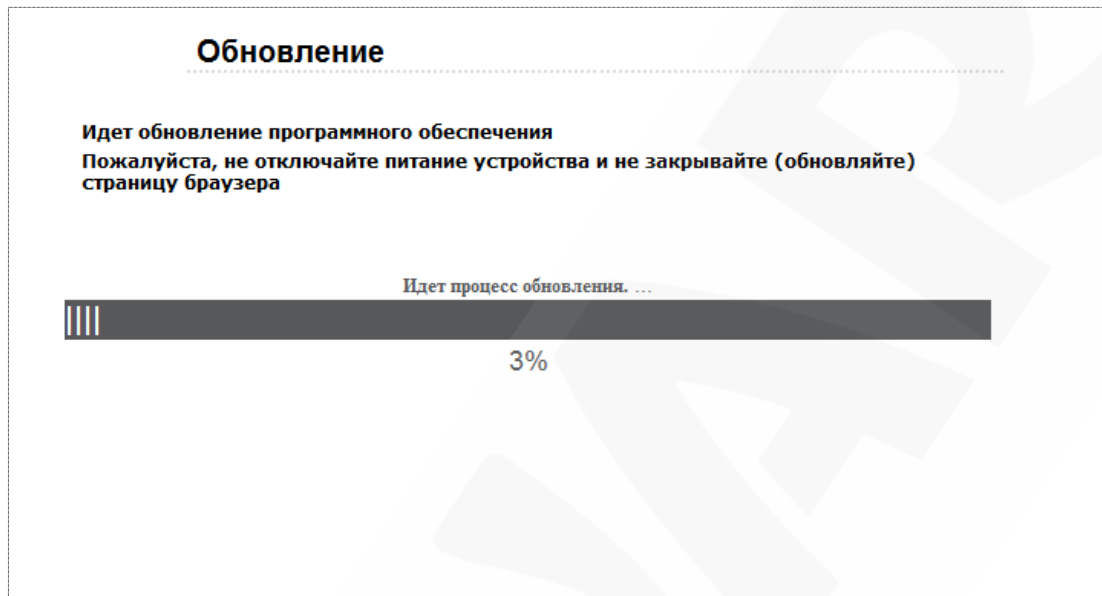 Обновление
Идет обновление программного обеспечения
Пожалуйста, не отключайте питание устройства и не закрывайте (обновляйте)
страницу браузера
Идет процесс обновления. ...
3%